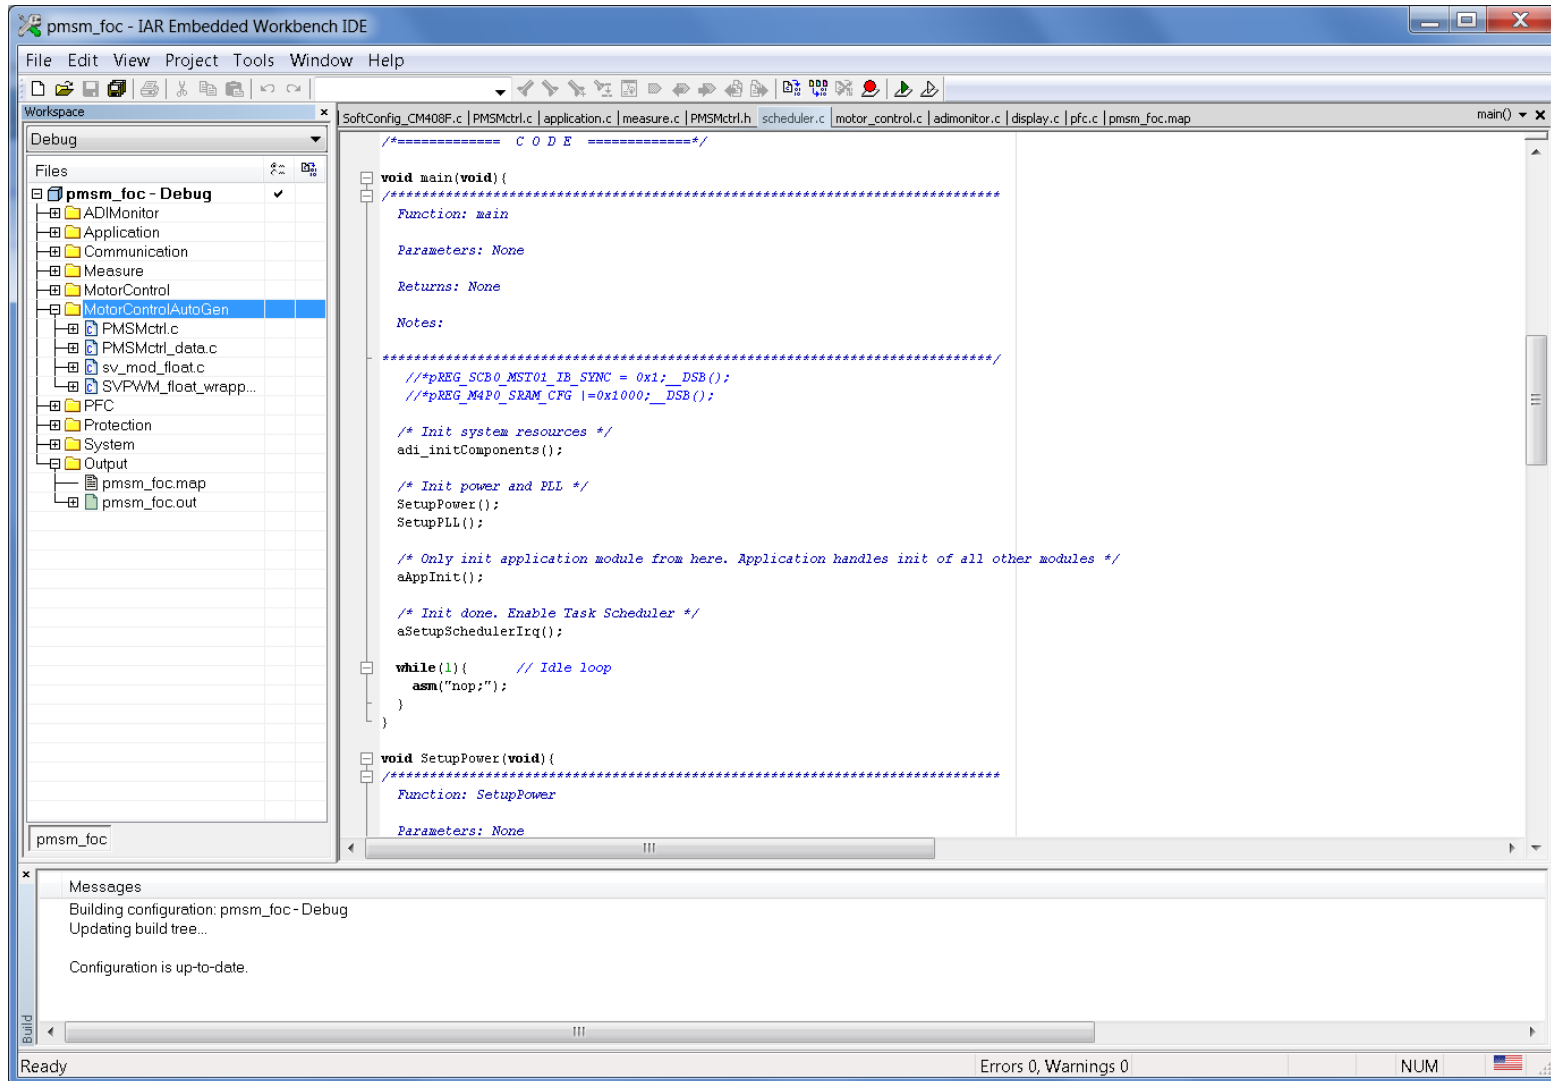 pmsm_foc - IAR Embedded Workbench IDE
File Edit View Project Tools Window Help
Workspace
SoftConfig_CM408F.c | PMSMctrl.c | application.c | measure.c | PMSMctrl.h scheduler.c | motor_control.c | adimonitor.c | display.c | pfc.c | pmsm_foc.map
main()
Debug
Files
pmsm_foc - Debug
ADIMonitor
Application
Communication
Measure
MotorControl
MotorControlAutoGen
PMSMctrl.c
PMSMctrl_data.c
sv_mod_float.c
SVPWM_float_wrapp...
PFC
Protection
System
Output
pmsm_foc.map
pmsm_foc.out
pmsm_foc
/*============= C O D E =============*/
void main(void){
/*****************************************************************************
Function: main
Parameters: None
Returns: None
Notes:
*****************************************************************************/
//*pREG_SCB0_MST01_IB_SYNC = 0x1;__DSB();
//*pREG_M4P0_SRAM_CFG |=0x1000;__DSB();
/* Init system resources */
adi_initComponents();
/* Init power and PLL */
SetupPower();
SetupPLL();
/* Only init application module from here. Application handles init of all other modules */
aAppInit();
/* Init done. Enable Task Scheduler */
aSetupSchedulerIrq();
while(1){ // Idle loop
asm("nop;");
}
}
void SetupPower(void){
/*****************************************************************************
Function: SetupPower
Parameters: None
Messages
Building configuration: pmsm_foc - Debug
Updating build tree...
Configuration is up-to-date.
Build
Ready
Errors 0, Warnings 0
NUM